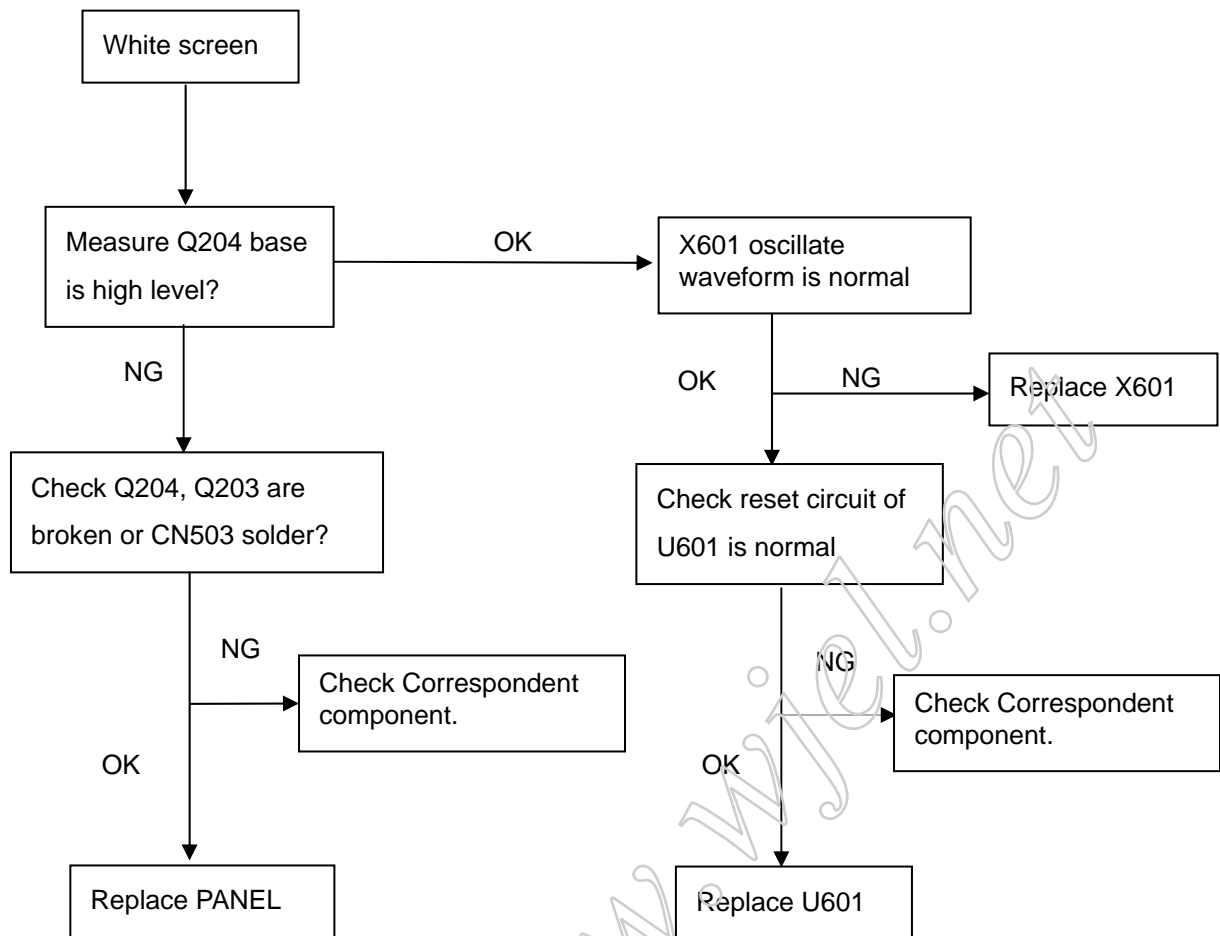 White screen
Measure Q204 base
is high level?
OK
X601 oscillate
waveform is normal
NG
OK
NG
Replace X601
Check Q204, Q203 are
broken or CN503 solder?
Check reset circuit of
U601 is normal
NG
Check Correspondent
component.
NG
Check Correspondent
component.
OK
OK
Replace PANEL
Replace U601
w.wjel.net